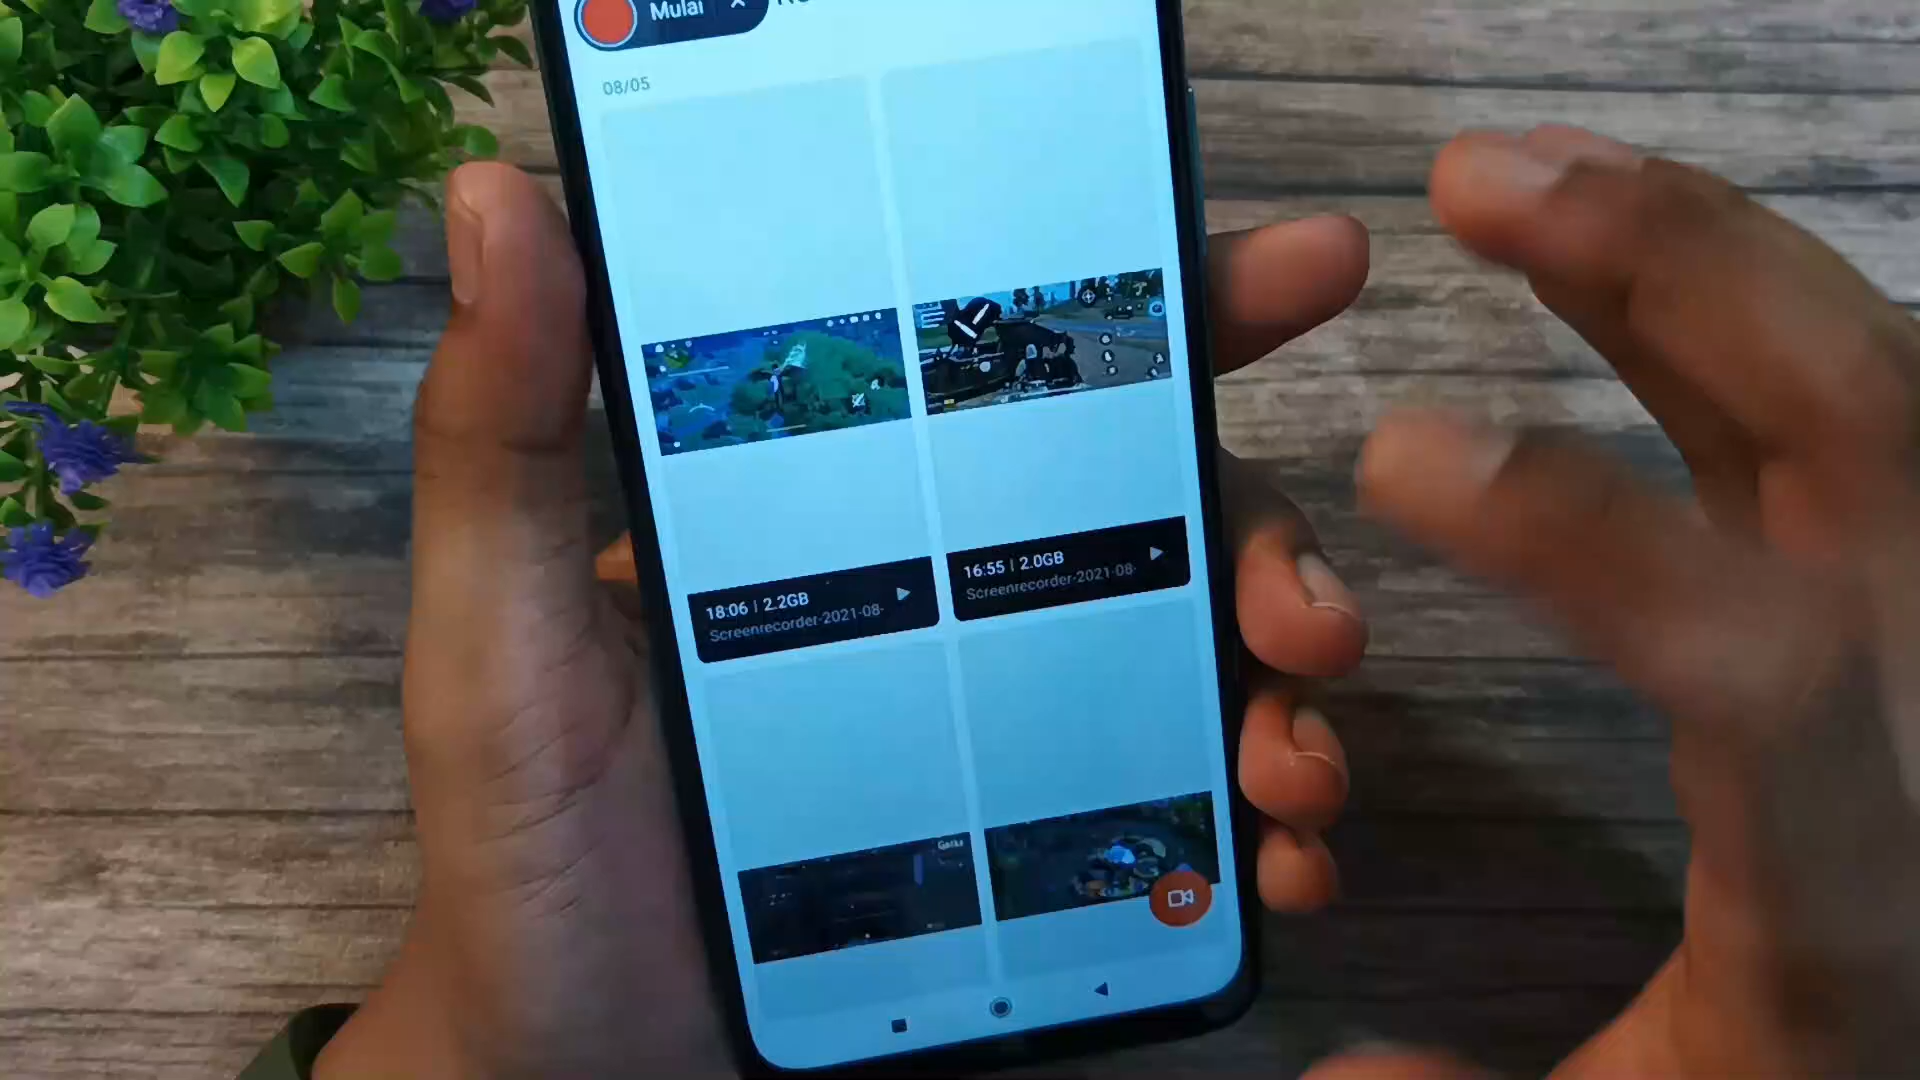 Mulai
08/05
18:06 | 2.2GB
Screenrecorder-2021-08-
16:55 | 2.0GB
Screenrecorder-2021-08-